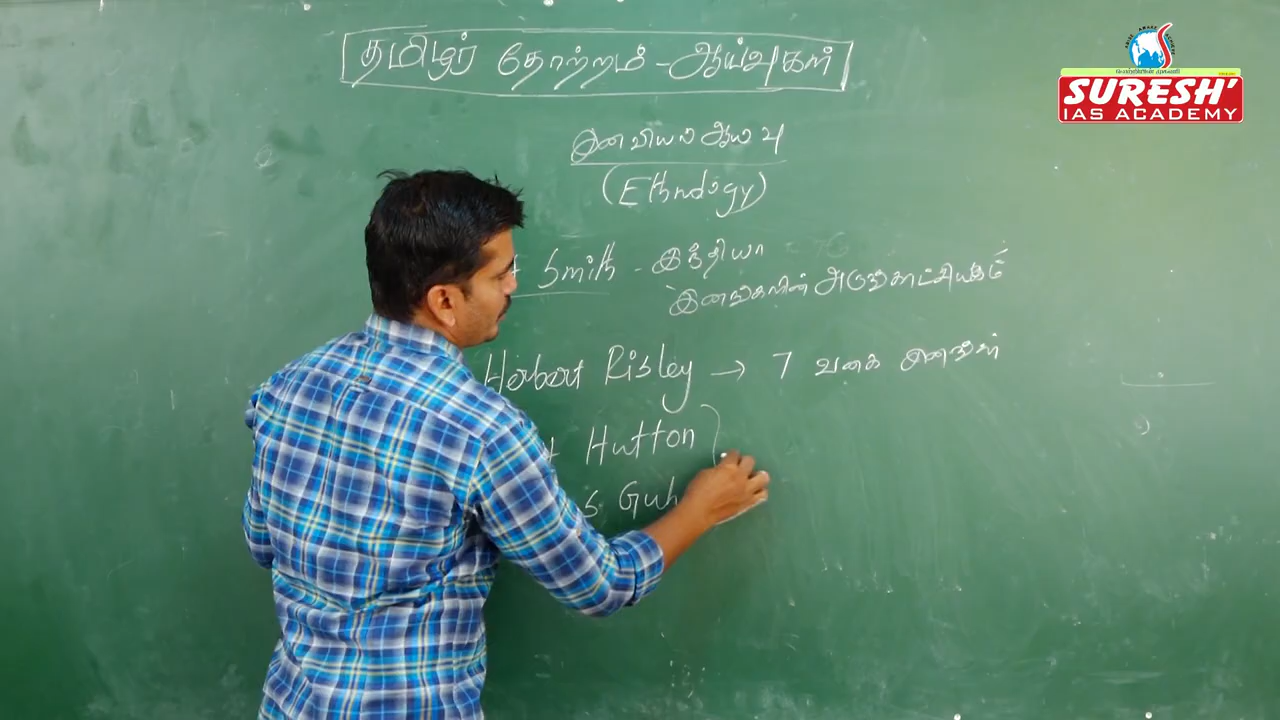 தமிழர் தோற்றம் - ஆய்வுகள்
இனவியல் ஆய்வு
(Ethnology)
Smith - இந்தியா
இனங்களின் அருங்காட்சியகம்
Herbert Risley → 7 வகை இனங்கள்
Hutton
s Guh
SURESH'
IAS ACADEMY